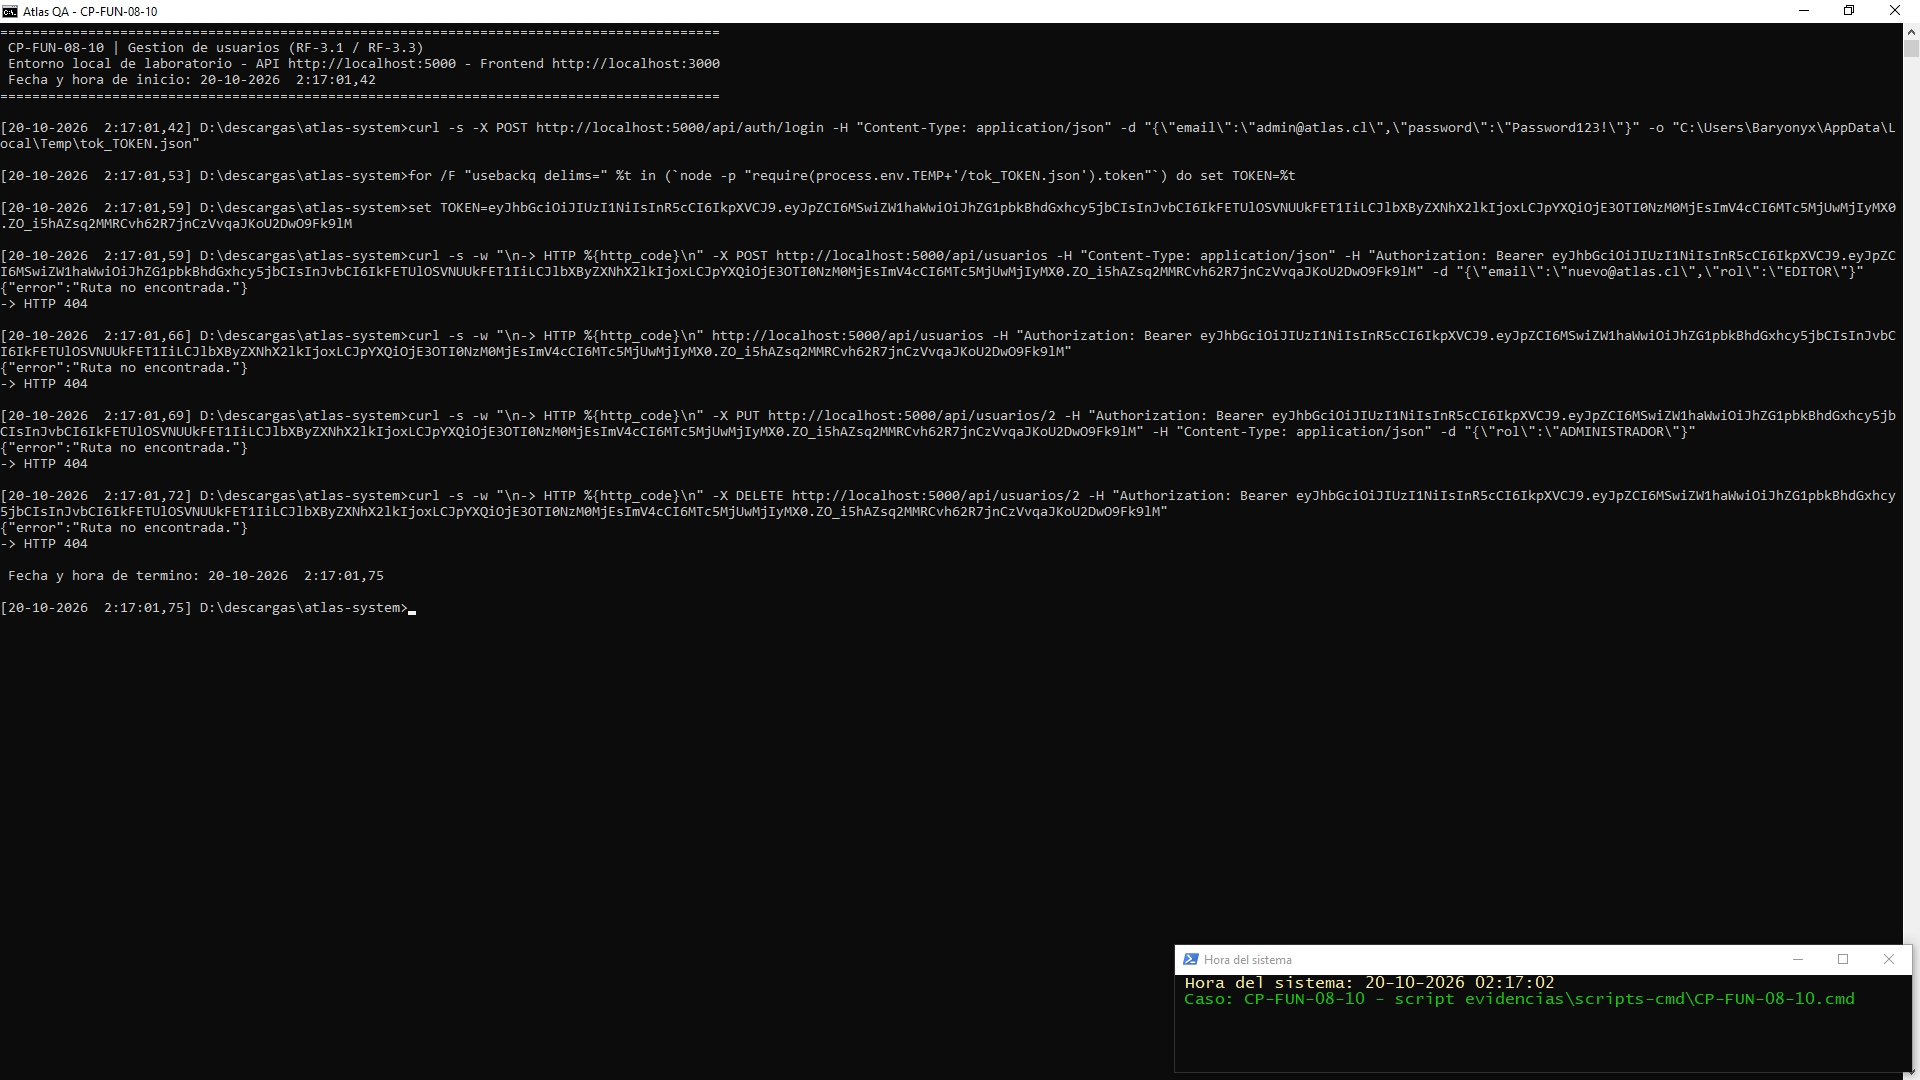 Atlas QA - CP-FUN-08-10
==========================================================================================
CP-FUN-08-10 | Gestion de usuarios (RF-3.1 / RF-3.3)
Entorno local de laboratorio - API http://localhost:5000 - Frontend http://localhost:3000
Fecha y hora de inicio: 20-10-2026  2:17:01,42
==========================================================================================
[20-10-2026  2:17:01,42] D:\descargas\atlas-system>curl -s -X POST http://localhost:5000/api/auth/login -H "Content-Type: application/json" -d "{\"email\":\"admin@atlas.cl\",\"password\":\"Password123!\"}" -o "C:\Users\Baryonyx\AppData\L
ocal\Temp\tok_TOKEN.json"
[20-10-2026  2:17:01,53] D:\descargas\atlas-system>for /F "usebackq delims=" %t in (`node -p "require(process.env.TEMP+'/tok_TOKEN.json').token"`) do set TOKEN=%t
[20-10-2026  2:17:01,59] D:\descargas\atlas-system>set TOKEN=eyJhbGciOiJIUzI1NiIsInR5cCI6IkpXVCJ9.eyJpZCI6MSwiZW1haWwiOiJhZG1pbkBhdGxhcy5jbCIsInJvbCI6IkFETUlOSVNUUkFET1IiLCJlbXByZXNhX2lkIjoxLCJpYXQiOjE3OTI0NzM0MjEsImV4cCI6MTc5MjUwMjIyMX0
.ZO_i5hAZsq2MMRCvh62R7jnCzVvqaJKoU2DwO9Fk9lM
[20-10-2026  2:17:01,59] D:\descargas\atlas-system>curl -s -w "\n-> HTTP %{http_code}\n" -X POST http://localhost:5000/api/usuarios -H "Content-Type: application/json" -H "Authorization: Bearer eyJhbGciOiJIUzI1NiIsInR5cCI6IkpXVCJ9.eyJpZC
I6MSwiZW1haWwiOiJhZG1pbkBhdGxhcy5jbCIsInJvbCI6IkFETUlOSVNUUkFET1IiLCJlbXByZXNhX2lkIjoxLCJpYXQiOjE3OTI0NzM0MjEsImV4cCI6MTc5MjUwMjIyMX0.ZO_i5hAZsq2MMRCvh62R7jnCzVvqaJKoU2DwO9Fk9lM" -d "{\"email\":\"nuevo@atlas.cl\",\"rol\":\"EDITOR\"}"
{"error":"Ruta no encontrada."}
-> HTTP 404
[20-10-2026  2:17:01,66] D:\descargas\atlas-system>curl -s -w "\n-> HTTP %{http_code}\n" http://localhost:5000/api/usuarios -H "Authorization: Bearer eyJhbGciOiJIUzI1NiIsInR5cCI6IkpXVCJ9.eyJpZCI6MSwiZW1haWwiOiJhZG1pbkBhdGxhcy5jbCIsInJvbC
I6IkFETUlOSVNUUkFET1IiLCJlbXByZXNhX2lkIjoxLCJpYXQiOjE3OTI0NzM0MjEsImV4cCI6MTc5MjUwMjIyMX0.ZO_i5hAZsq2MMRCvh62R7jnCzVvqaJKoU2DwO9Fk9lM"
{"error":"Ruta no encontrada."}
-> HTTP 404
[20-10-2026  2:17:01,69] D:\descargas\atlas-system>curl -s -w "\n-> HTTP %{http_code}\n" -X PUT http://localhost:5000/api/usuarios/2 -H "Authorization: Bearer eyJhbGciOiJIUzI1NiIsInR5cCI6IkpXVCJ9.eyJpZCI6MSwiZW1haWwiOiJhZG1pbkBhdGxhcy5jb
CIsInJvbCI6IkFETUlOSVNUUkFET1IiLCJlbXByZXNhX2lkIjoxLCJpYXQiOjE3OTI0NzM0MjEsImV4cCI6MTc5MjUwMjIyMX0.ZO_i5hAZsq2MMRCvh62R7jnCzVvqaJKoU2DwO9Fk9lM" -H "Content-Type: application/json" -d "{\"rol\":\"ADMINISTRADOR\"}"
{"error":"Ruta no encontrada."}
-> HTTP 404
[20-10-2026  2:17:01,72] D:\descargas\atlas-system>curl -s -w "\n-> HTTP %{http_code}\n" -X DELETE http://localhost:5000/api/usuarios/2 -H "Authorization: Bearer eyJhbGciOiJIUzI1NiIsInR5cCI6IkpXVCJ9.eyJpZCI6MSwiZW1haWwiOiJhZG1pbkBhdGxhcy
5jbCIsInJvbCI6IkFETUlOSVNUUkFET1IiLCJlbXByZXNhX2lkIjoxLCJpYXQiOjE3OTI0NzM0MjEsImV4cCI6MTc5MjUwMjIyMX0.ZO_i5hAZsq2MMRCvh62R7jnCzVvqaJKoU2DwO9Fk9lM"
{"error":"Ruta no encontrada."}
-> HTTP 404
Fecha y hora de termino: 20-10-2026  2:17:01,75
[20-10-2026  2:17:01,75] D:\descargas\atlas-system>
Hora del sistema
Hora del sistema: 20-10-2026 02:17:02
Caso: CP-FUN-08-10 - script evidencias\scripts-cmd\CP-FUN-08-10.cmd